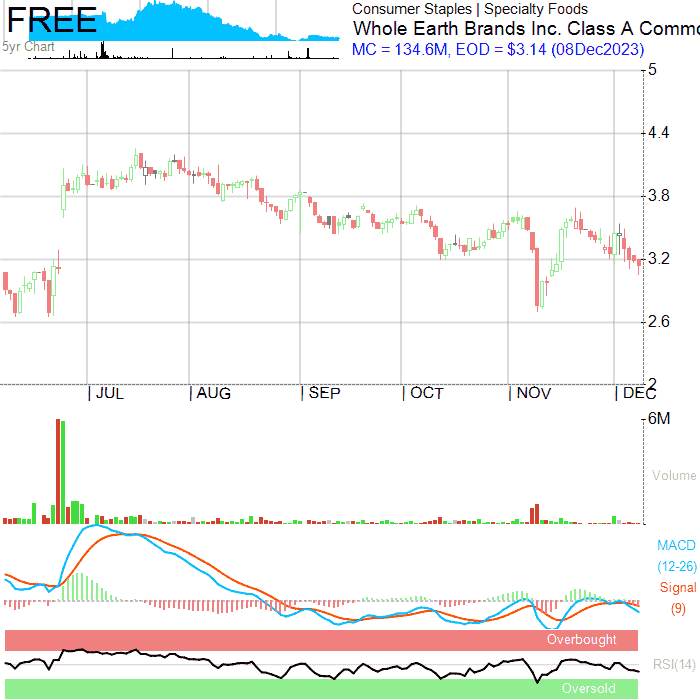 FREE
5yr Chart
Consumer Staples | Specialty Foods
Whole Earth Brands Inc. Class A Commo
MC = 134.6M, EOD = $3.14 (08Dec2023)
5
4.4
3.8
3.2
2.6
2
JUL AUG SEP OCT NOV DEC
6M
Volume
MACD
(12-26)
Signal
(9)
Overbought
RSI(14)
Oversold